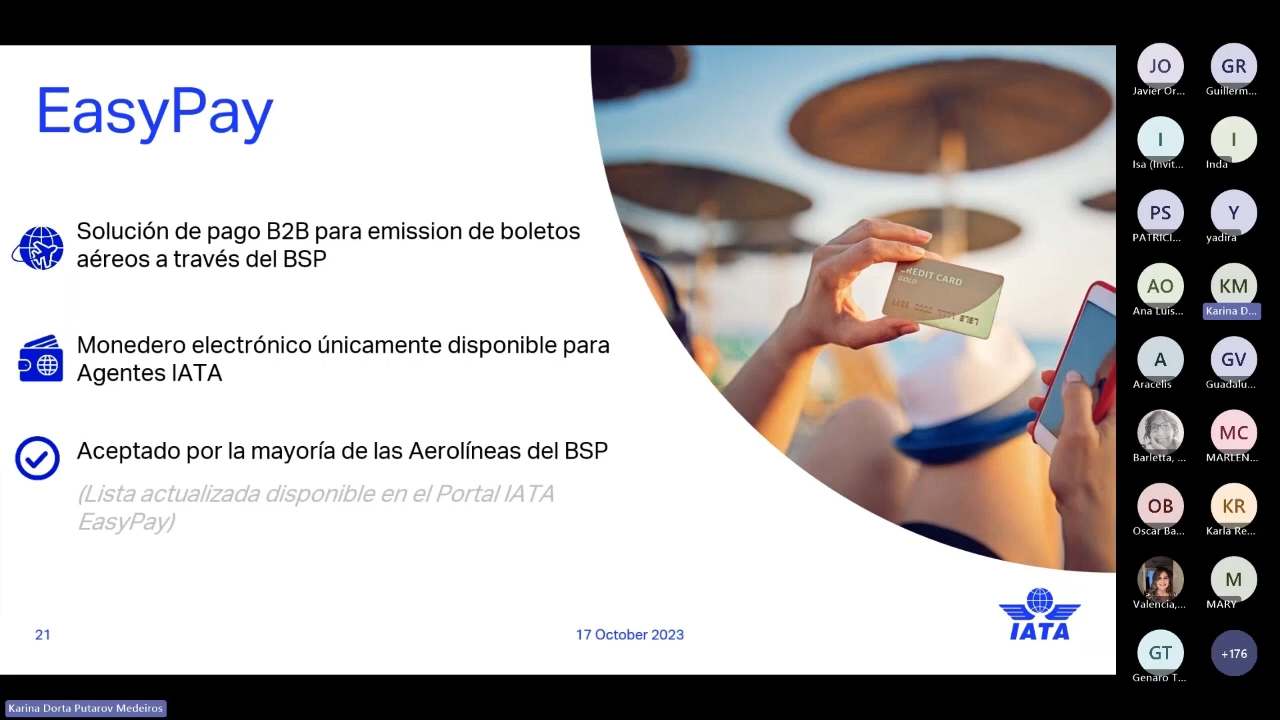 EasyPay
Solución de pago B2B para emission de boletos
aéreos a través del BSP
Monedero electrónico únicamente disponible para
Agentes IATA
Aceptado por la mayoría de las Aerolíneas del BSP
(Lista actualizada disponible en el Portal IATA
EasyPay)
CREDIT CARD
GOLD
21
17 October 2023
IATA
JO
Javier Or...
GR
Guillerm...
I
Isa (Invit...
I
Inda
PS
PATRICI...
Y
yadira
AO
Ana Luis...
KM
Karina D...
A
Aracelis
GV
Guadalu...
Barletta, ...
MC
MARLEN...
OB
Oscar Ba...
KR
Karla Re...
Valencia,...
M
MARY
GT
Genaro T...
+176
Karina Dorta Putarov Medeiros